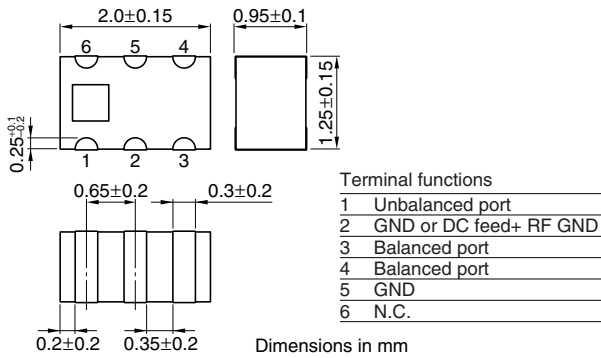 2.0±0.15
0.95±0.1
6 5 4
1.25±0.15
0.25+0.1-0.2
1 2 3
0.65±0.2
0.3±0.2
0.2±0.2
0.35±0.2
Dimensions in mm
Terminal functions
1 Unbalanced port
2 GND or DC feed+ RF GND
3 Balanced port
4 Balanced port
5 GND
6 N.C.